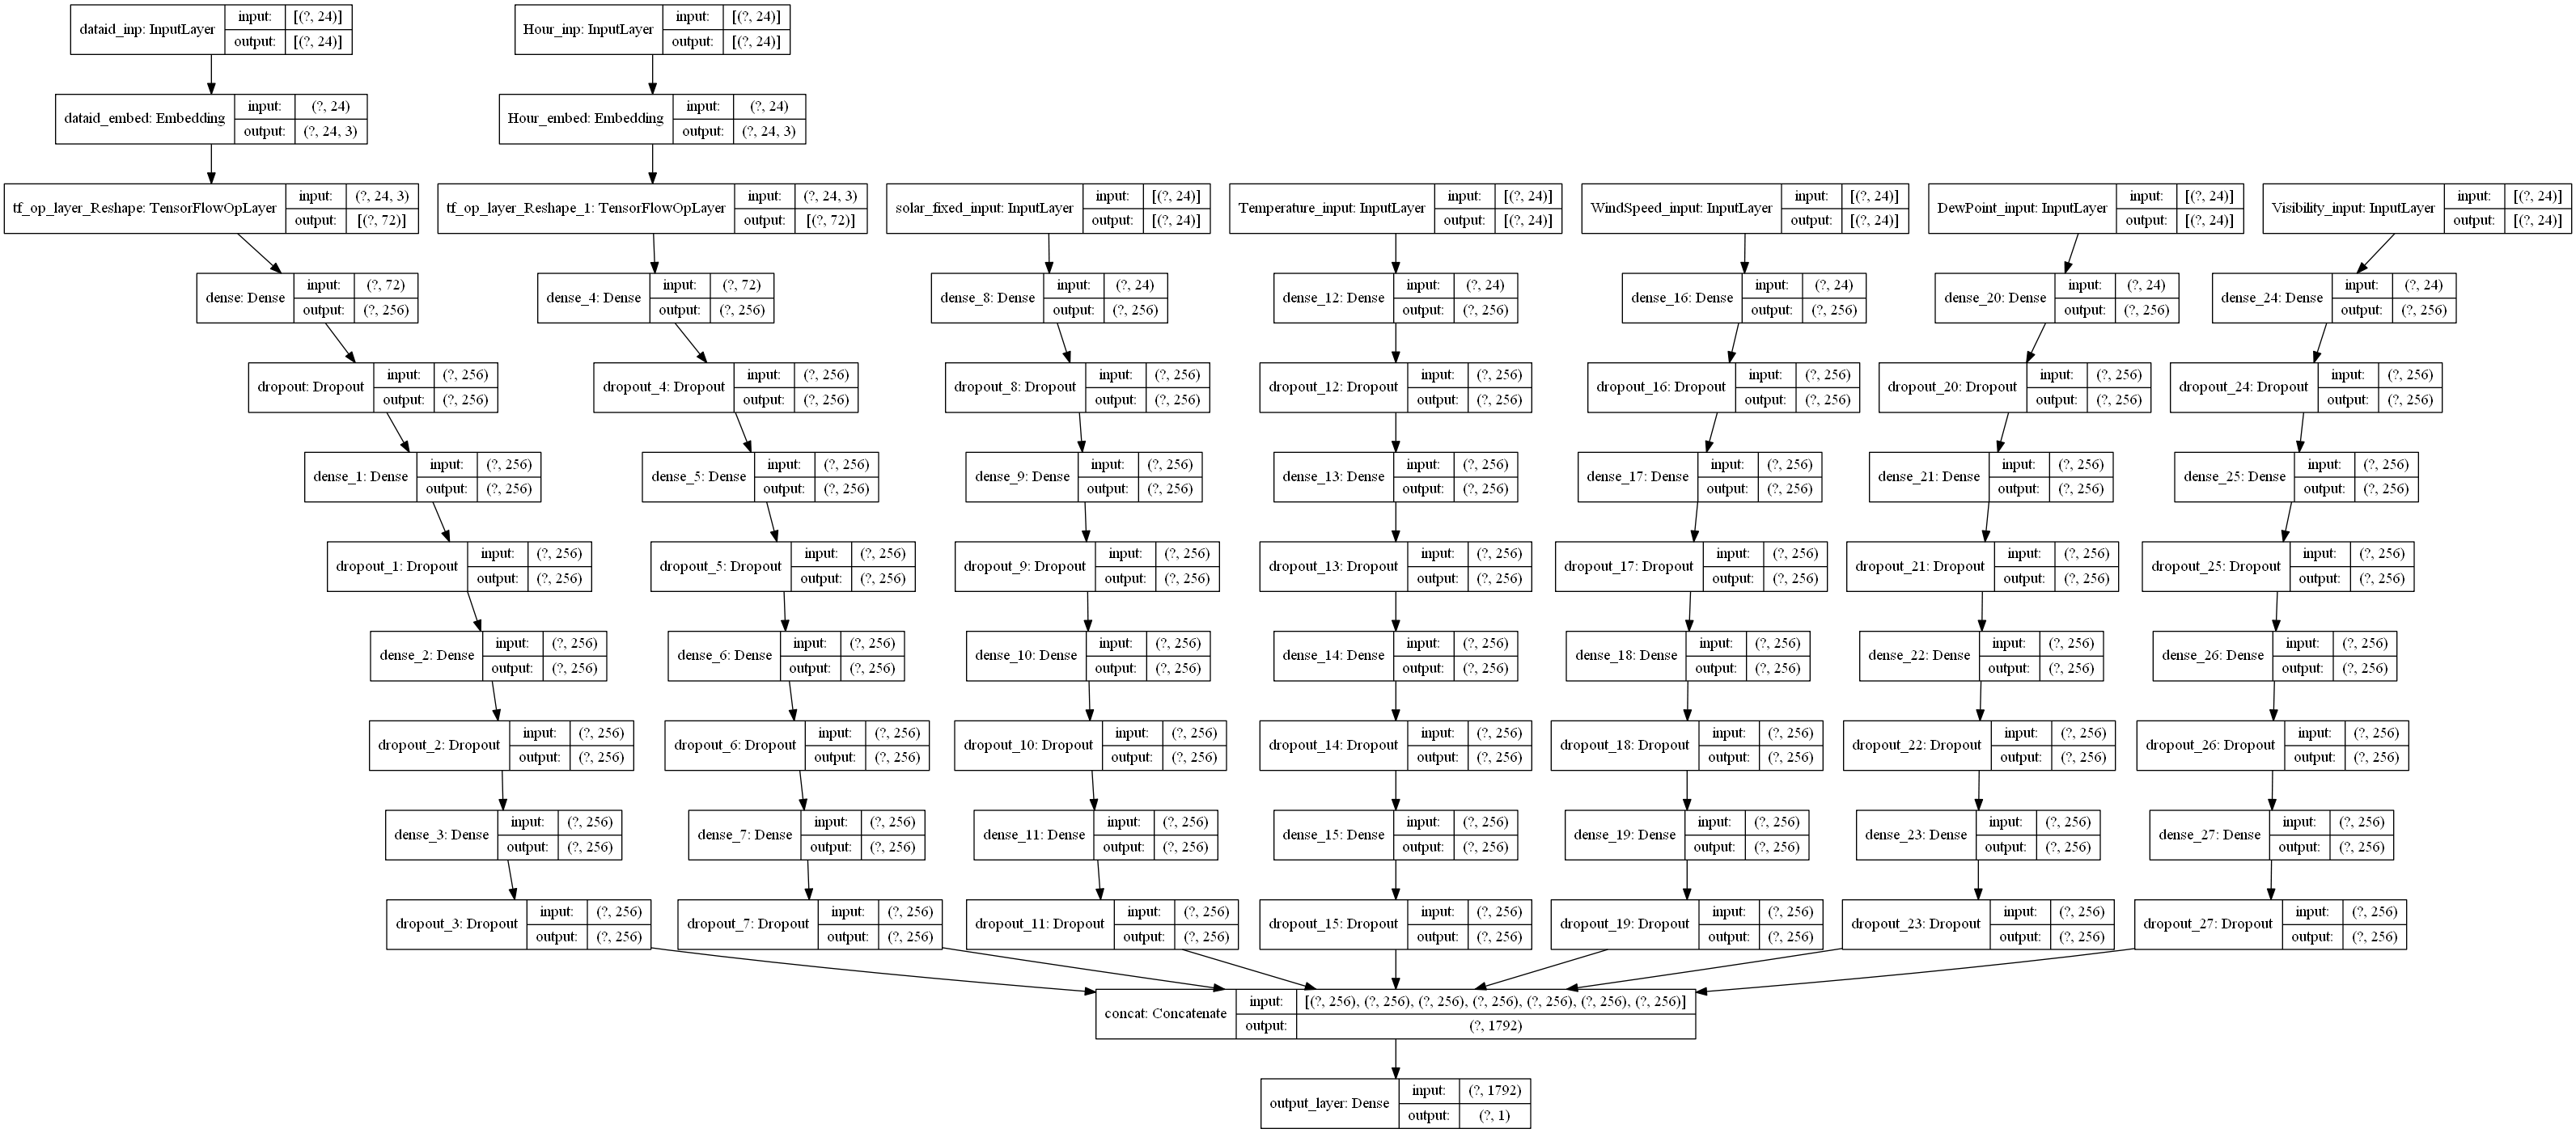 dataid_inp: InputLayer input: [(?, 24)] output: [(?, 24)]
Hour_inp: InputLayer input: [(?, 24)] output: [(?, 24)]
dataid_embed: Embedding input: (?, 24) output: (?, 24, 3)
Hour_embed: Embedding input: (?, 24) output: (?, 24, 3)
tf_op_layer_Reshape: TensorFlowOpLayer input: (?, 24, 3) output: [(?, 72)]
tf_op_layer_Reshape_1: TensorFlowOpLayer input: (?, 24, 3) output: [(?, 72)]
solar_fixed_input: InputLayer input: [(?, 24)] output: [(?, 24)]
Temperature_input: InputLayer input: [(?, 24)] output: [(?, 24)]
WindSpeed_input: InputLayer input: [(?, 24)] output: [(?, 24)]
DewPoint_input: InputLayer input: [(?, 24)] output: [(?, 24)]
Visibility_input: InputLayer input: [(?, 24)] output: [(?, 24)]
dense: Dense input: (?, 72) output: (?, 256)
dense_4: Dense input: (?, 72) output: (?, 256)
dense_8: Dense input: (?, 24) output: (?, 256)
dense_12: Dense input: (?, 24) output: (?, 256)
dense_16: Dense input: (?, 24) output: (?, 256)
dense_20: Dense input: (?, 24) output: (?, 256)
dense_24: Dense input: (?, 24) output: (?, 256)
dropout: Dropout input: (?, 256) output: (?, 256)
dropout_4: Dropout input: (?, 256) output: (?, 256)
dropout_8: Dropout input: (?, 256) output: (?, 256)
dropout_12: Dropout input: (?, 256) output: (?, 256)
dropout_16: Dropout input: (?, 256) output: (?, 256)
dropout_20: Dropout input: (?, 256) output: (?, 256)
dropout_24: Dropout input: (?, 256) output: (?, 256)
dense_1: Dense input: (?, 256) output: (?, 256)
dense_5: Dense input: (?, 256) output: (?, 256)
dense_9: Dense input: (?, 256) output: (?, 256)
dense_13: Dense input: (?, 256) output: (?, 256)
dense_17: Dense input: (?, 256) output: (?, 256)
dense_21: Dense input: (?, 256) output: (?, 256)
dense_25: Dense input: (?, 256) output: (?, 256)
dropout_1: Dropout input: (?, 256) output: (?, 256)
dropout_5: Dropout input: (?, 256) output: (?, 256)
dropout_9: Dropout input: (?, 256) output: (?, 256)
dropout_13: Dropout input: (?, 256) output: (?, 256)
dropout_17: Dropout input: (?, 256) output: (?, 256)
dropout_21: Dropout input: (?, 256) output: (?, 256)
dropout_25: Dropout input: (?, 256) output: (?, 256)
dense_2: Dense input: (?, 256) output: (?, 256)
dense_6: Dense input: (?, 256) output: (?, 256)
dense_10: Dense input: (?, 256) output: (?, 256)
dense_14: Dense input: (?, 256) output: (?, 256)
dense_18: Dense input: (?, 256) output: (?, 256)
dense_22: Dense input: (?, 256) output: (?, 256)
dense_26: Dense input: (?, 256) output: (?, 256)
dropout_2: Dropout input: (?, 256) output: (?, 256)
dropout_6: Dropout input: (?, 256) output: (?, 256)
dropout_10: Dropout input: (?, 256) output: (?, 256)
dropout_14: Dropout input: (?, 256) output: (?, 256)
dropout_18: Dropout input: (?, 256) output: (?, 256)
dropout_22: Dropout input: (?, 256) output: (?, 256)
dropout_26: Dropout input: (?, 256) output: (?, 256)
dense_3: Dense input: (?, 256) output: (?, 256)
dense_7: Dense input: (?, 256) output: (?, 256)
dense_11: Dense input: (?, 256) output: (?, 256)
dense_15: Dense input: (?, 256) output: (?, 256)
dense_19: Dense input: (?, 256) output: (?, 256)
dense_23: Dense input: (?, 256) output: (?, 256)
dense_27: Dense input: (?, 256) output: (?, 256)
dropout_3: Dropout input: (?, 256) output: (?, 256)
dropout_7: Dropout input: (?, 256) output: (?, 256)
dropout_11: Dropout input: (?, 256) output: (?, 256)
dropout_15: Dropout input: (?, 256) output: (?, 256)
dropout_19: Dropout input: (?, 256) output: (?, 256)
dropout_23: Dropout input: (?, 256) output: (?, 256)
dropout_27: Dropout input: (?, 256) output: (?, 256)
concat: Concatenate input: [(?, 256), (?, 256), (?, 256), (?, 256), (?, 256), (?, 256), (?, 256)] output: (?, 1792)
output_layer: Dense input: (?, 1792) output: (?, 1)